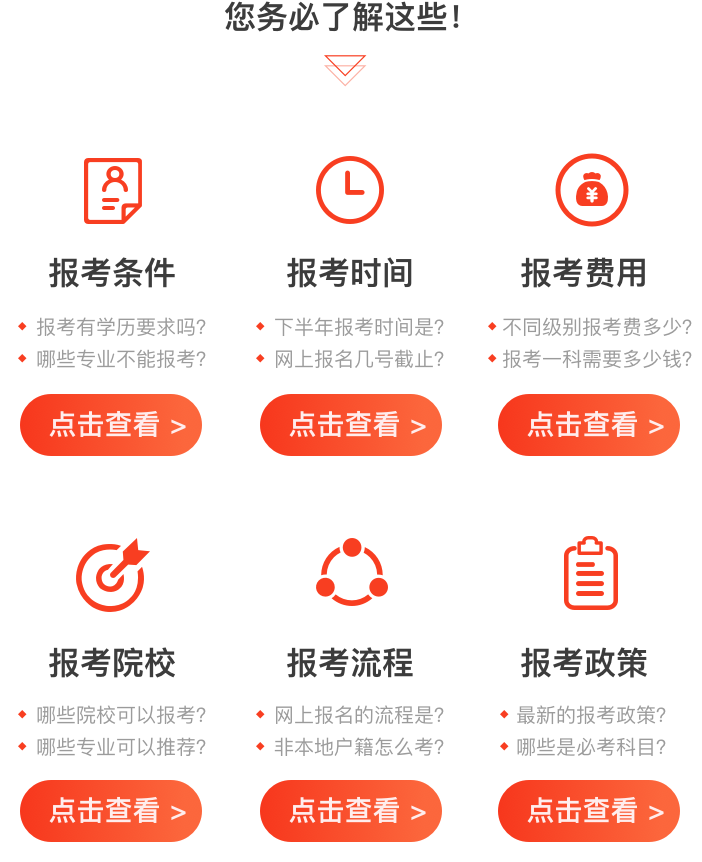 您务必了解这些！
报考条件
报考有学历要求吗?
哪些专业不能报考?
点击查看 >
报考时间
下半年报考时间是?
网上报名几号截止?
点击查看 >
¥
报考费用
不同级别报考费多少?
报考一科需要多少钱?
点击查看 >
报考院校
哪些院校可以报考?
哪些专业可以推荐?
点击查看 >
报考流程
网上报名的流程是?
非本地户籍怎么考?
点击查看 >
报考政策
最新的报考政策?
哪些是必考科目?
点击查看 >